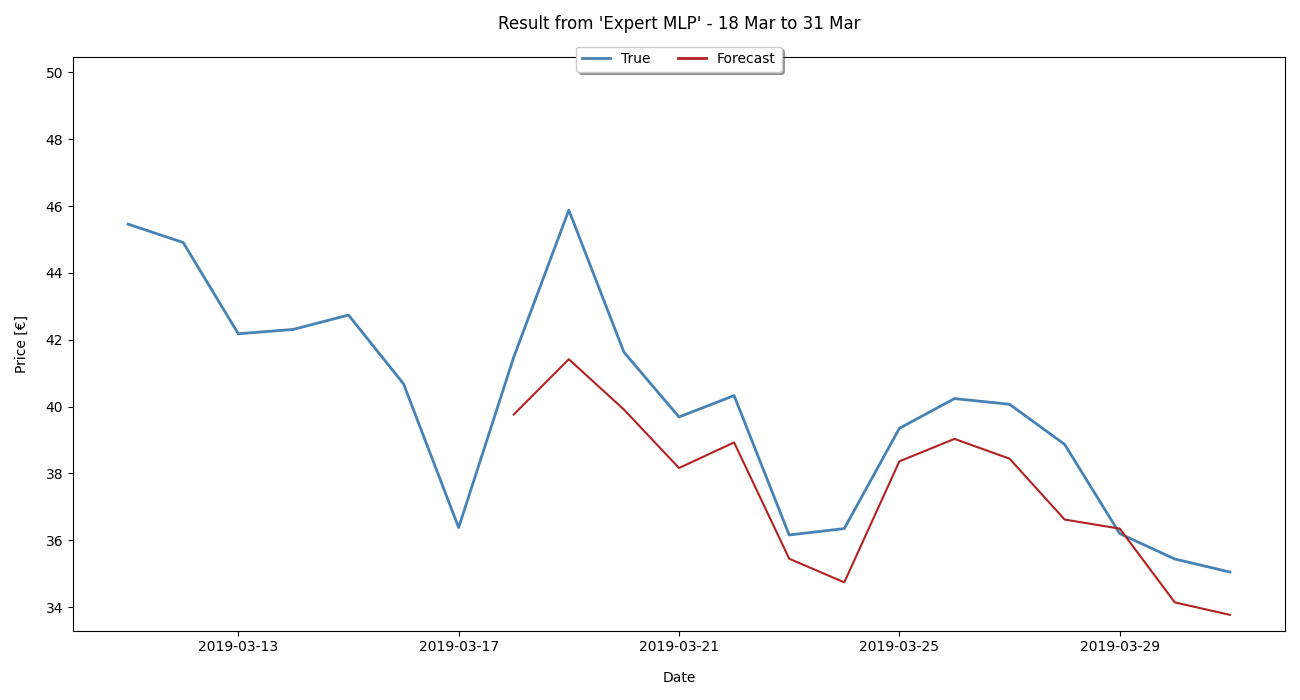 Result from 'Expert MLP' - 18 Mar to 31 Mar
True Forecast
50
48
46
44
42
40
38
36
34
Price [€]
2019-03-13 2019-03-17 2019-03-21 2019-03-25 2019-03-29
Date